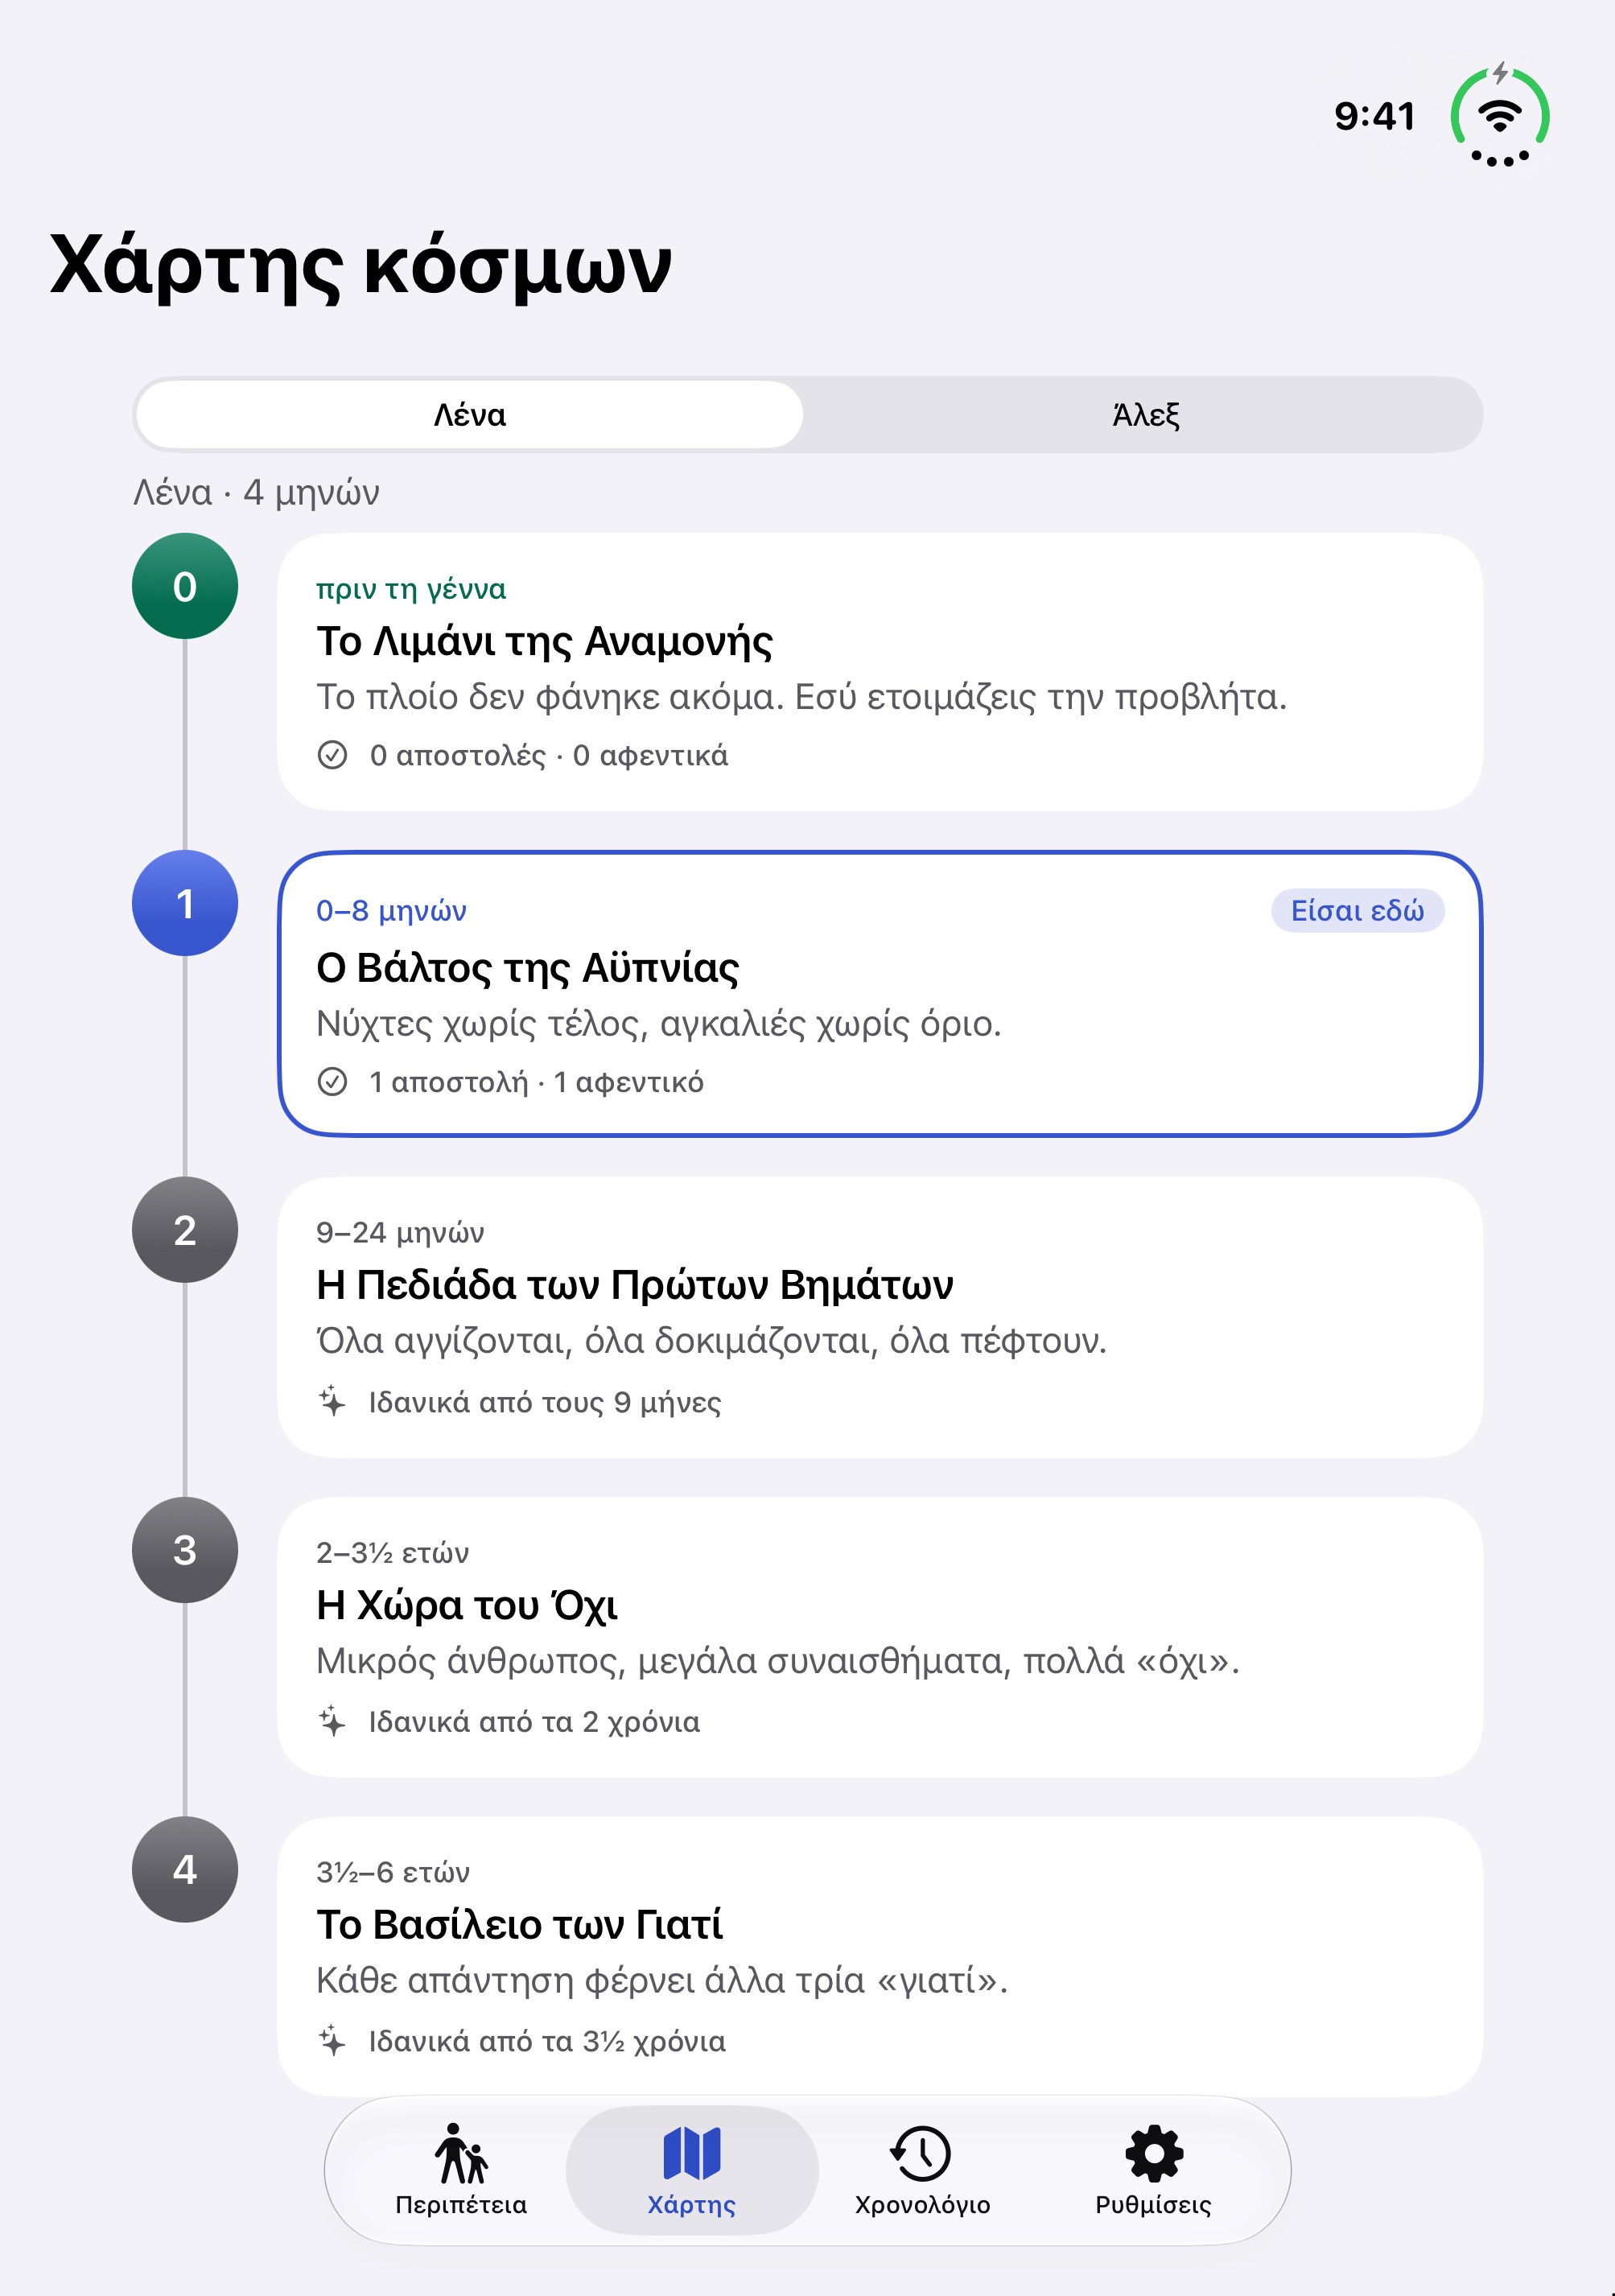 9:41
Χάρτης κόσμων
Λένα
Άλεξ
Λένα · 4 μηνών
0
πριν τη γέννα
Το Λιμάνι της Αναμονής
Το πλοίο δεν φάνηκε ακόμα. Εσύ ετοιμάζεις την προβλήτα.
0 αποστολές · 0 αφεντικά
1
0–8 μηνών
Είσαι εδώ
Ο Βάλτος της Αϋπνίας
Νύχτες χωρίς τέλος, αγκαλιές χωρίς όριο.
1 αποστολή · 1 αφεντικό
2
9–24 μηνών
Η Πεδιάδα των Πρώτων Βημάτων
Όλα αγγίζονται, όλα δοκιμάζονται, όλα πέφτουν.
Ιδανικά από τους 9 μήνες
3
2–3½ ετών
Η Χώρα του Όχι
Μικρός άνθρωπος, μεγάλα συναισθήματα, πολλά «όχι».
Ιδανικά από τα 2 χρόνια
4
3½–6 ετών
Το Βασίλειο των Γιατί
Κάθε απάντηση φέρνει άλλα τρία «γιατί».
Ιδανικά από τα 3½ χρόνια
Περιπέτεια
Χάρτης
Χρονολόγιο
Ρυθμίσεις